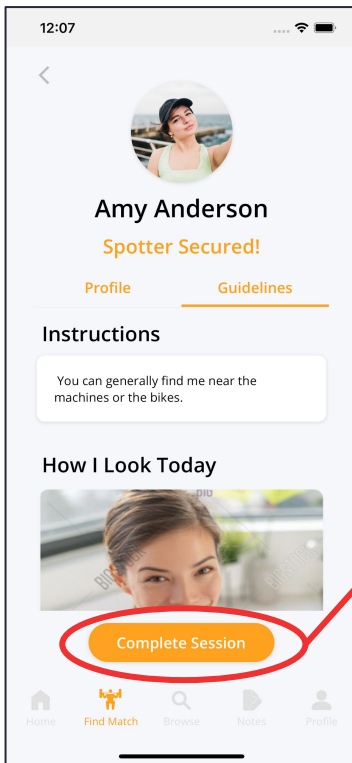 12:07
Amy Anderson
Spotter Secured!
Profile
Guidelines
Instructions
You can generally find me near the
machines or the bikes.
How I Look Today
BIGSTOCK
Complete Session
Home
Find Match
Browse
Notes
Profile